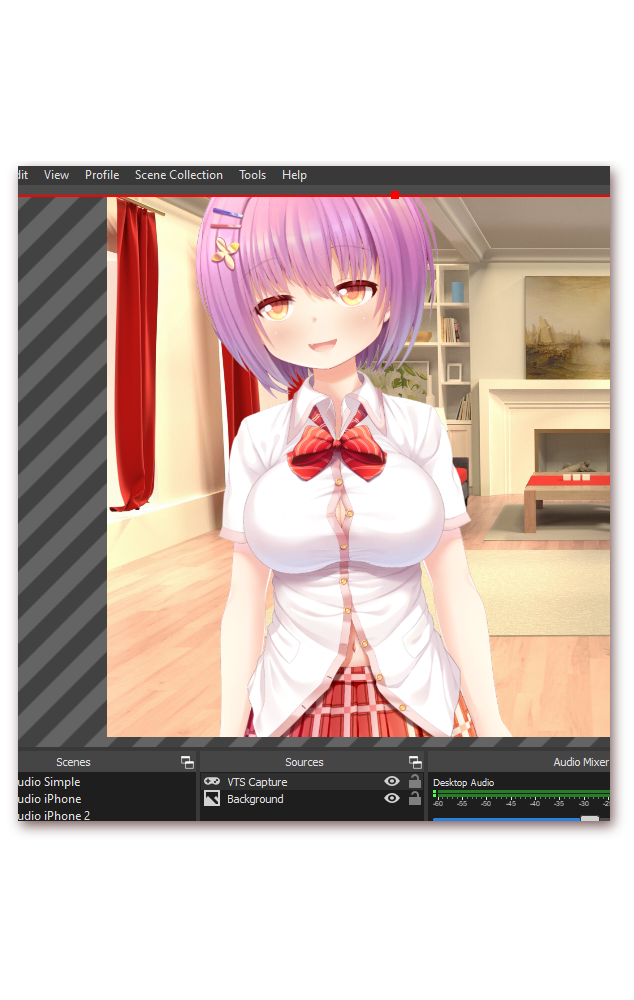 dit View Profile Scene Collection Tools Help
Scenes
udio Simple
udio iPhone
udio iPhone 2
Sources
VTS Capture
Background
Audio Mixer
Desktop Audio
-60 -55 -50 -45 -40 -35 -30 -2